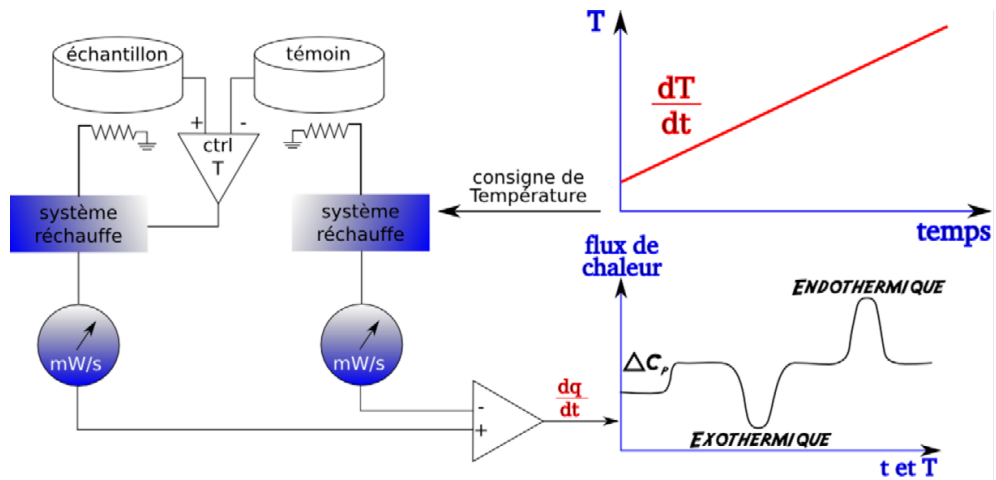 échantillon
témoin
+
-
ctrl
T
système
réchauffe
système
réchauffe
consigne de
Température
mW/s
mW/s
-
+
dq
dt
T
dT
dt
temps
flux de
chaleur
ENDOTHERMIQUE
ΔCₚ
EXOTHERMIQUE
t et T